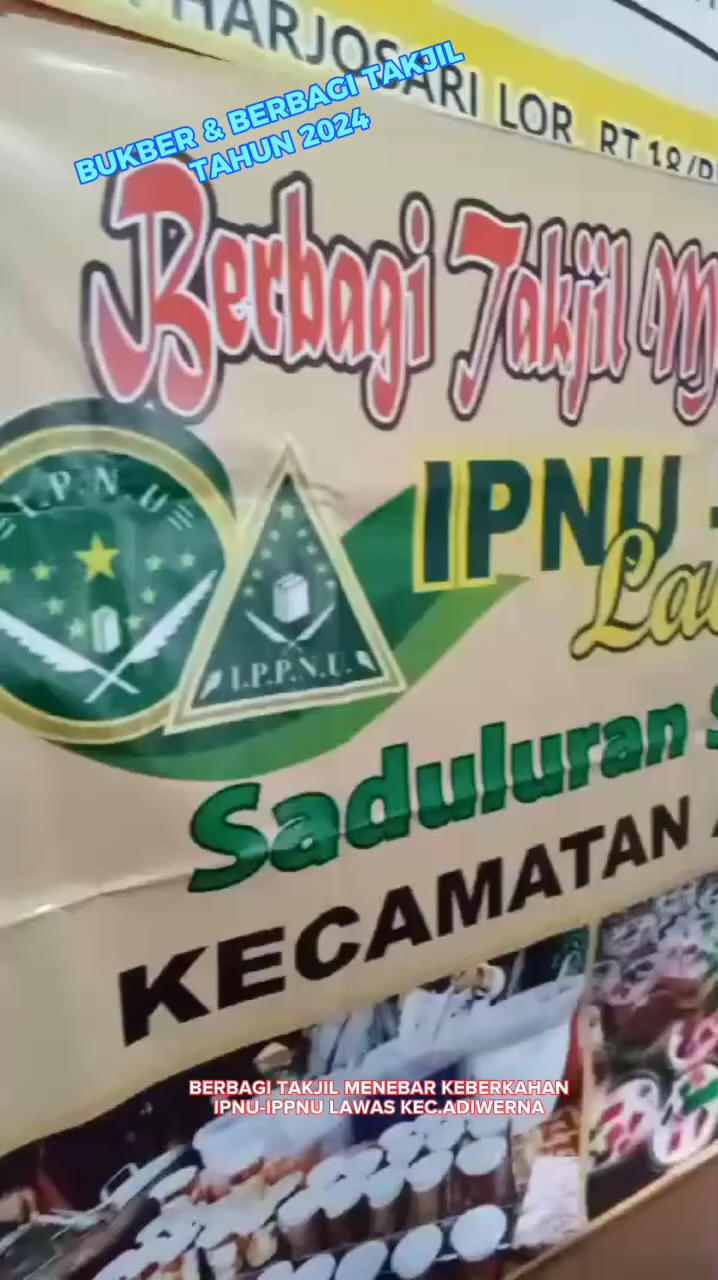 HARJOSARI LOR RT 18/
BUKBER & BERBAGI TAKJIL
TAHUN 2024
Berbagi Takjil M
I.P.N.U
IPNU -
La
I.P.P.N.U.
Saduluran S
KECAMATAN A
BERBAGI TAKJIL MENEBAR KEBERKAHAN
IPNU-IPPNU LAWAS KEC.ADIWERNA